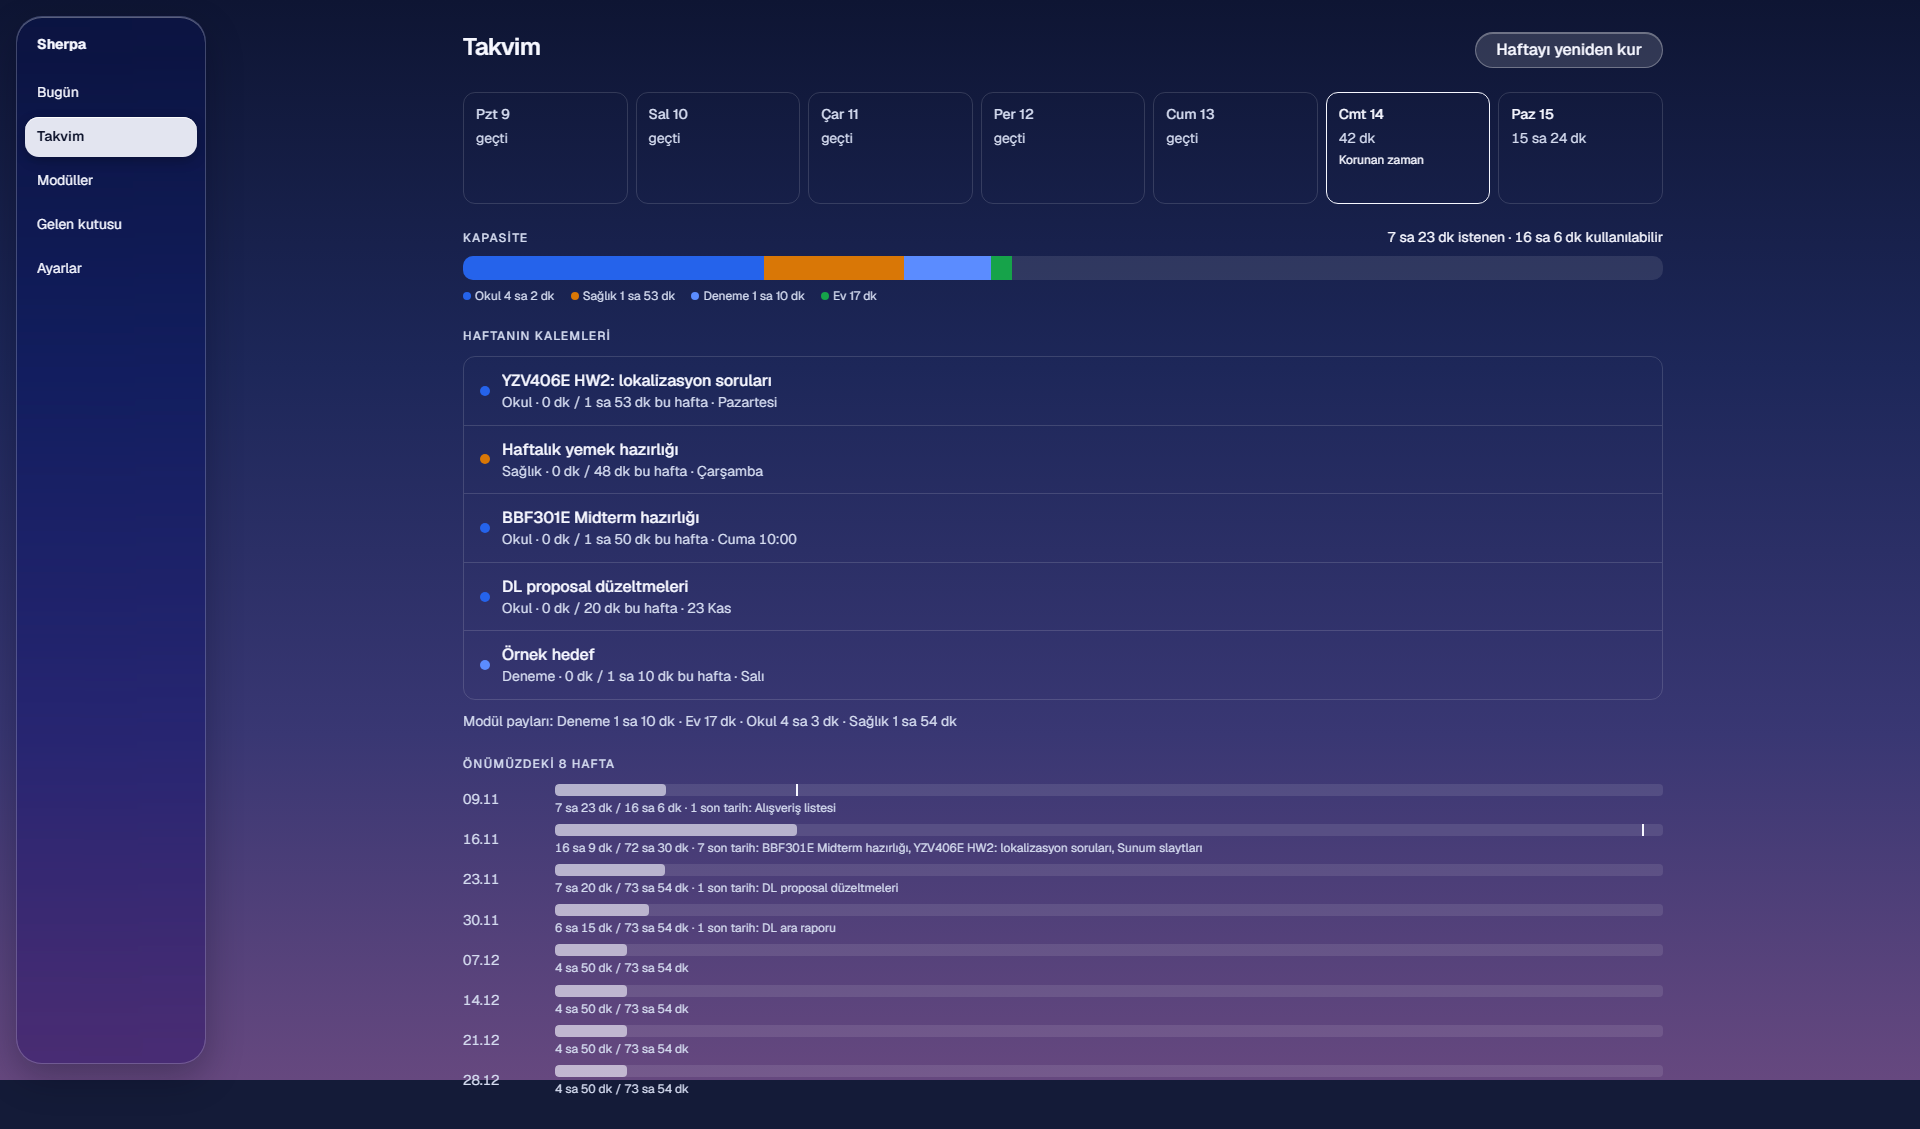 Sherpa
Bugün
Takvim
Modüller
Gelen kutusu
Ayarlar
Takvim
Haftayı yeniden kur
Pzt 9
geçti
Sal 10
geçti
Çar 11
geçti
Per 12
geçti
Cum 13
geçti
Cmt 14
42 dk
Korunan zaman
Paz 15
15 sa 24 dk
KAPASİTE
7 sa 23 dk istenen · 16 sa 6 dk kullanılabilir
Okul 4 sa 2 dk
Sağlık 1 sa 53 dk
Deneme 1 sa 10 dk
Ev 17 dk
HAFTANIN KALEMLERİ
YZV406E HW2: lokalizasyon soruları
Okul · 0 dk / 1 sa 53 dk bu hafta · Pazartesi
Haftalık yemek hazırlığı
Sağlık · 0 dk / 48 dk bu hafta · Çarşamba
BBF301E Midterm hazırlığı
Okul · 0 dk / 1 sa 50 dk bu hafta · Cuma 10:00
DL proposal düzeltmeleri
Okul · 0 dk / 20 dk bu hafta · 23 Kas
Örnek hedef
Deneme · 0 dk / 1 sa 10 dk bu hafta · Salı
Modül payları: Deneme 1 sa 10 dk · Ev 17 dk · Okul 4 sa 3 dk · Sağlık 1 sa 54 dk
ÖNÜMÜZDEKİ 8 HAFTA
09.11
7 sa 23 dk / 16 sa 6 dk · 1 son tarih: Alışveriş listesi
16.11
16 sa 9 dk / 72 sa 30 dk · 7 son tarih: BBF301E Midterm hazırlığı, YZV406E HW2: lokalizasyon soruları, Sunum slaytları
23.11
7 sa 20 dk / 73 sa 54 dk · 1 son tarih: DL proposal düzeltmeleri
30.11
6 sa 15 dk / 73 sa 54 dk · 1 son tarih: DL ara raporu
07.12
4 sa 50 dk / 73 sa 54 dk
14.12
4 sa 50 dk / 73 sa 54 dk
21.12
4 sa 50 dk / 73 sa 54 dk
28.12
4 sa 50 dk / 73 sa 54 dk